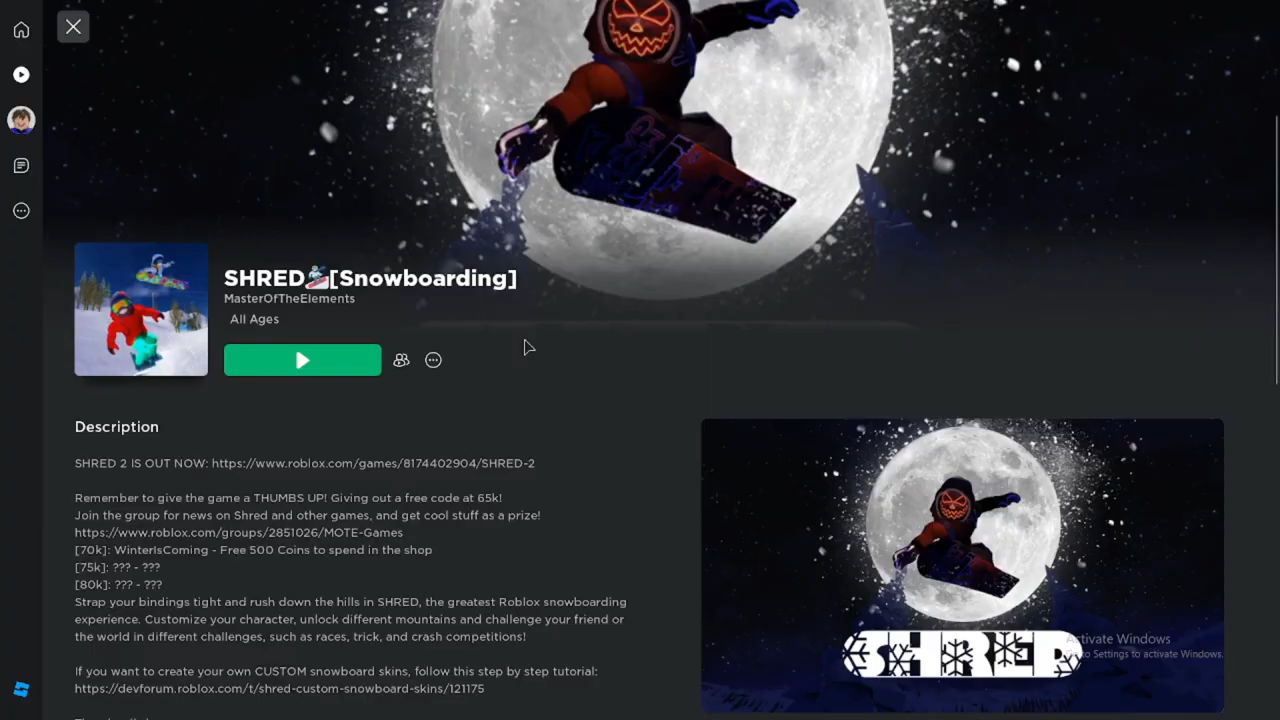 SHRED🏂[Snowboarding]
MasterOfTheElements
All Ages
Description
SHRED 2 IS OUT NOW: https://www.roblox.com/games/8174402904/SHRED-2
Remember to give the game a THUMBS UP! Giving out a free code at 65k!
Join the group for news on Shred and other games, and get cool stuff as a prize!
https://www.roblox.com/groups/2851026/MOTE-Games
[70k]: WinterIsComing - Free 500 Coins to spend in the shop
[75k]: ??? - ???
[80k]: ??? - ???
Strap your bindings tight and rush down the hills in SHRED, the greatest Roblox snowboarding
experience. Customize your character, unlock different mountains and challenge your friend or
the world in different challenges, such as races, trick, and crash competitions!
If you want to create your own CUSTOM snowboard skins, follow this step by step tutorial:
https://devforum.roblox.com/t/shred-custom-snowboard-skins/121175
SHRED
Activate Windows
Go to Settings to activate Windows.